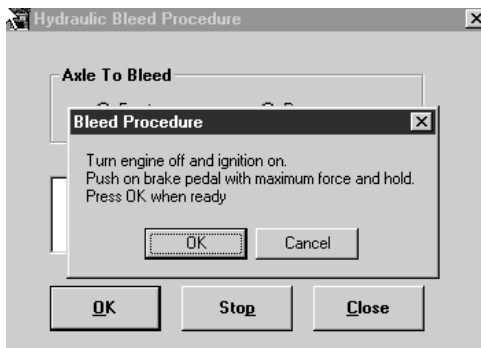 Hydraulic Bleed Procedure
Axle To Bleed
Bleed Procedure
Turn engine off and ignition on.
Push on brake pedal with maximum force and hold.
Press OK when ready
OK Cancel
OK Stop Close